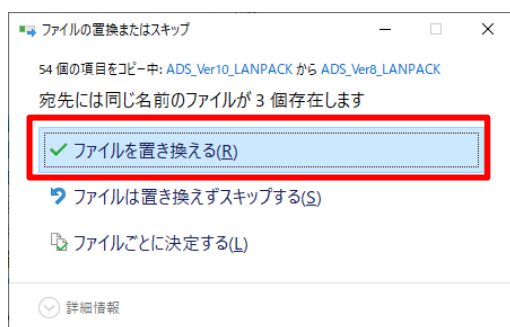 ファイルの置換またはスキップ
54 個の項目をコピー中: ADS_Ver10_LANPACK から ADS_Ver8_LANPACK
宛先には同じ名前のファイルが 3 個存在します
ファイルを置き換える(R)
ファイルは置き換えずスキップする(S)
ファイルごとに決定する(L)
詳細情報